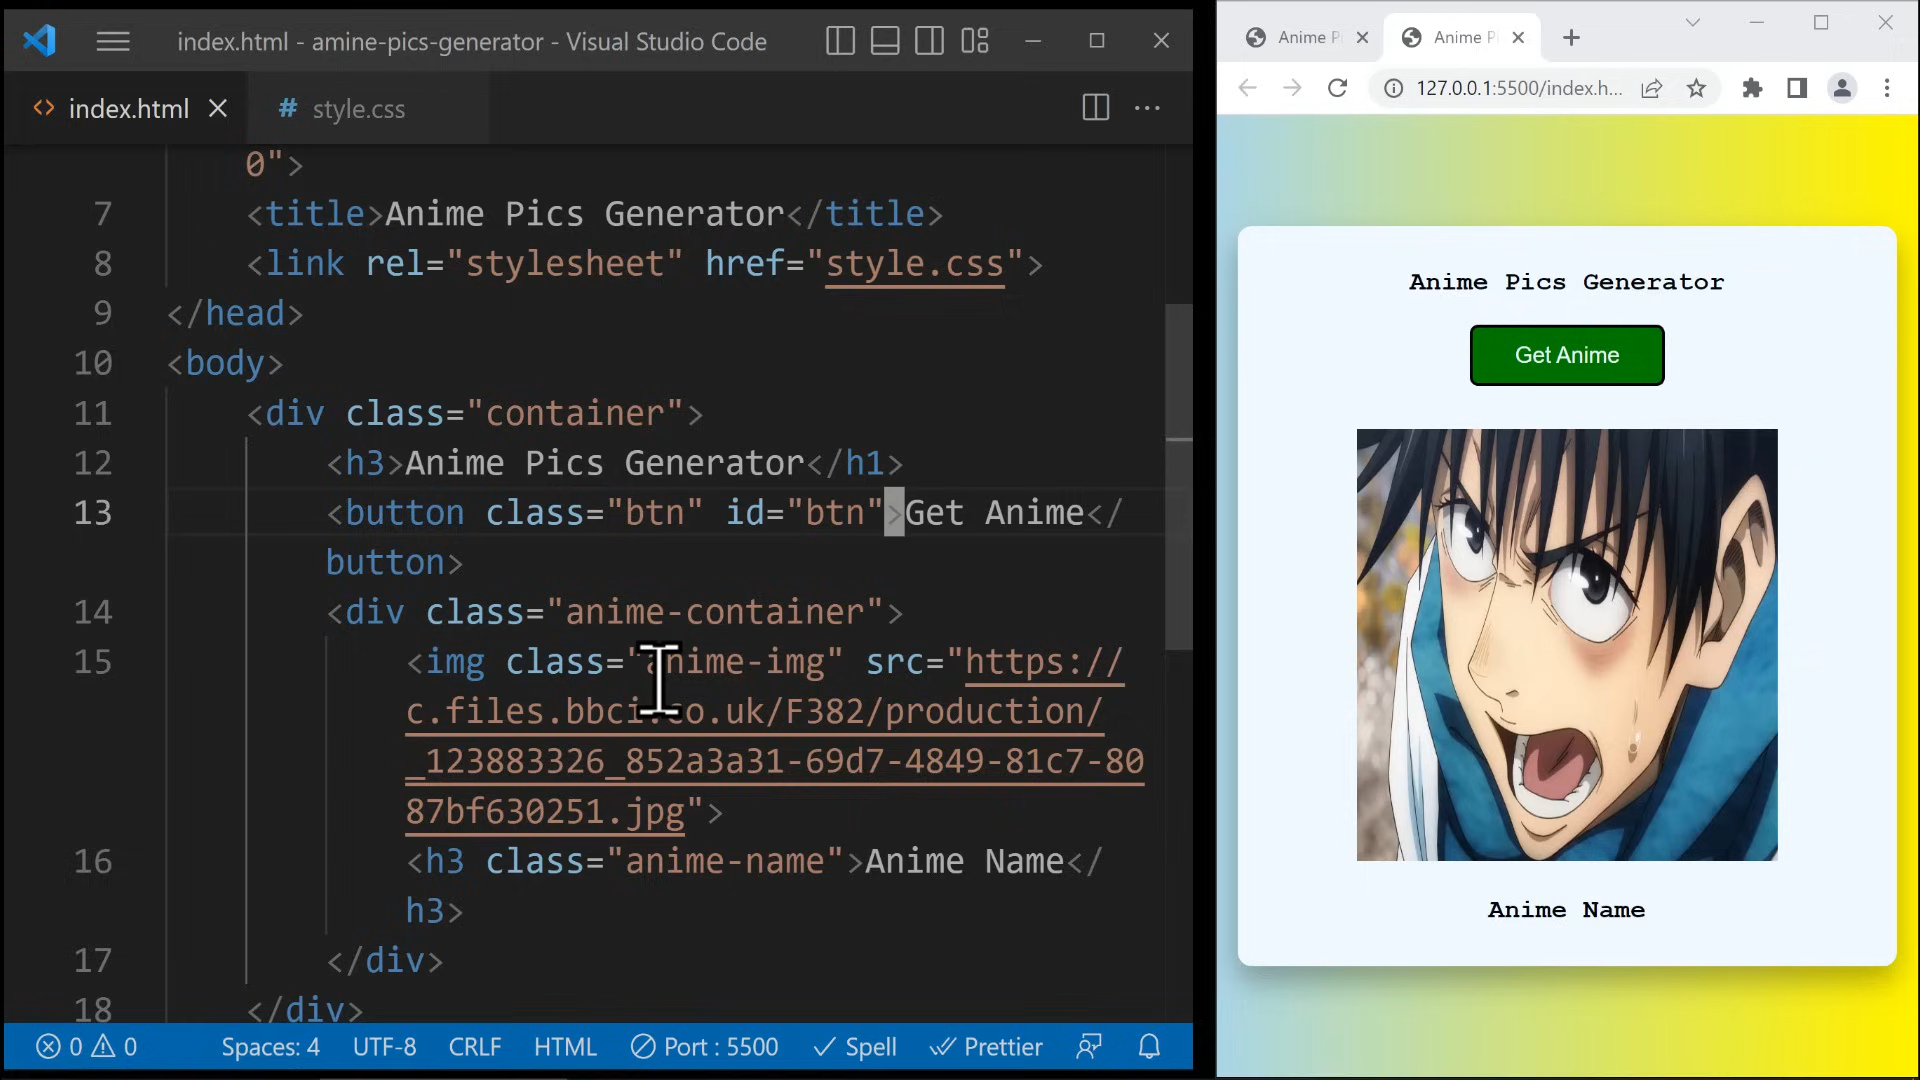 index.html - amine-pics-generator - Visual Studio Code
index.html
# style.css
0">
7 <title>Anime Pics Generator</title>
8 <link rel="stylesheet" href="style.css">
9 </head>
10 <body>
11 <div class="container">
12 <h3>Anime Pics Generator</h1>
13 <button class="btn" id="btn">Get Anime</
button>
14 <div class="anime-container">
15 <img class="anime-img" src="https://
c.files.bbci.co.uk/F382/production/
_123883326_852a3a31-69d7-4849-81c7-80
87bf630251.jpg">
16 <h3 class="anime-name">Anime Name</
h3>
17 </div>
18 </div>
0 0 Spaces: 4 UTF-8 CRLF HTML Port : 5500 Spell Prettier
Anime P
Anime P
127.0.0.1:5500/index.h...
Anime Pics Generator
Get Anime
Anime Name